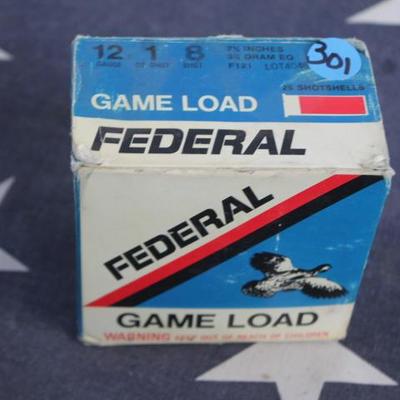 12 1 8 2¾ INCHES
GAUGE OZ. SHOT SHOT 3¼ DRAM EQ
F121 LOT
301
25 SHOTSHELLS
GAME LOAD
FEDERAL
FEDERAL
GAME LOAD
WARNING KEEP OUT OF REACH OF CHILDREN